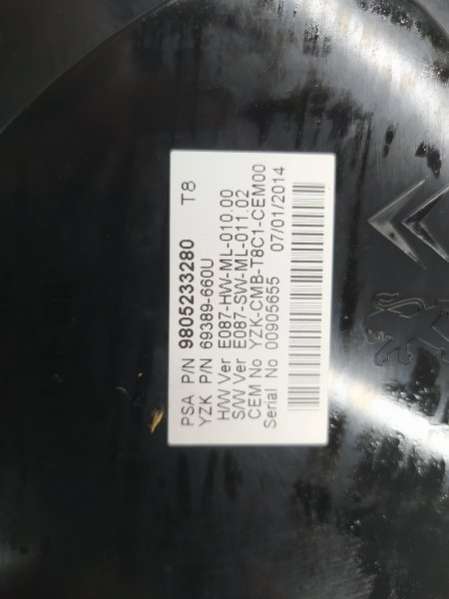 PSA P/N 9805233280 T8
YZK P/N 69389-660U
H/W Ver E087-HW-ML-010.00
S/W Ver E087-SW-ML-011.02
CEM No YZK-CMB-T8C1-CEM00
Serial No 00905655 07/01/2014